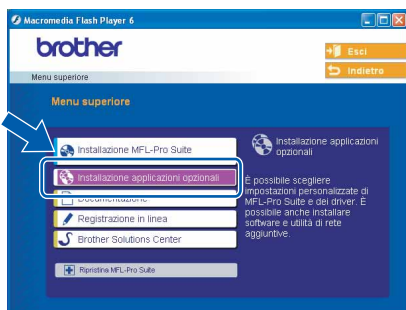 Macromedia Flash Player 6
brother
Esci
Indietro
Menu superiore
Menu superiore
Installazione MFL-Pro Suite
Installazione applicazioni opzionali
Documentazione
Registrazione in linea
Brother Solutions Center
Ripristina MFL-Pro Suite
Installazione applicazioni
opzionali
È possibile scegliere
impostazioni personalizzate di
MFL-Pro Suite e dei driver. È
possibile anche installare
software e utilità di rete
aggiuntive.